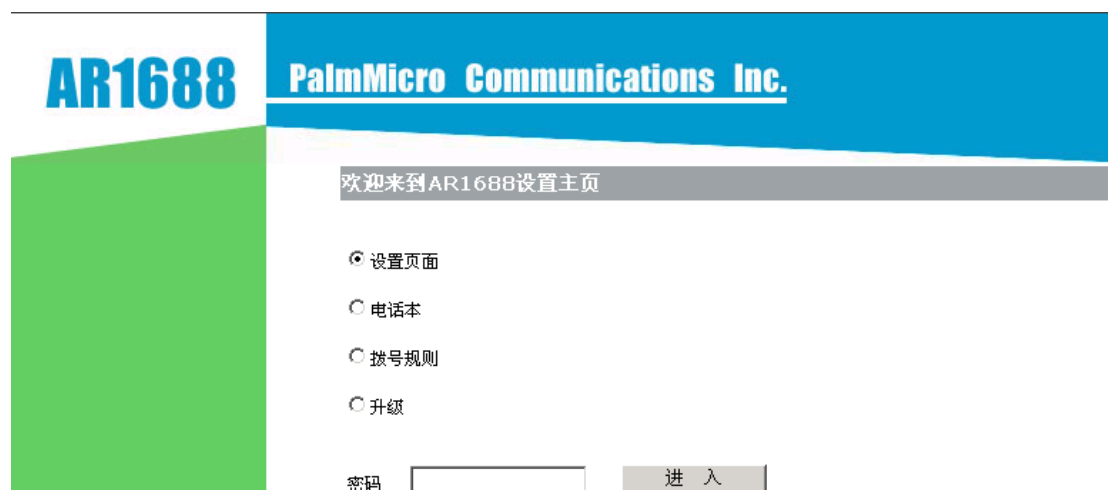 AR1688
PalmMicro Communications Inc.
欢迎来到AR1688设置主页
设置页面
电话本
拨号规则
升级
密码 进 入